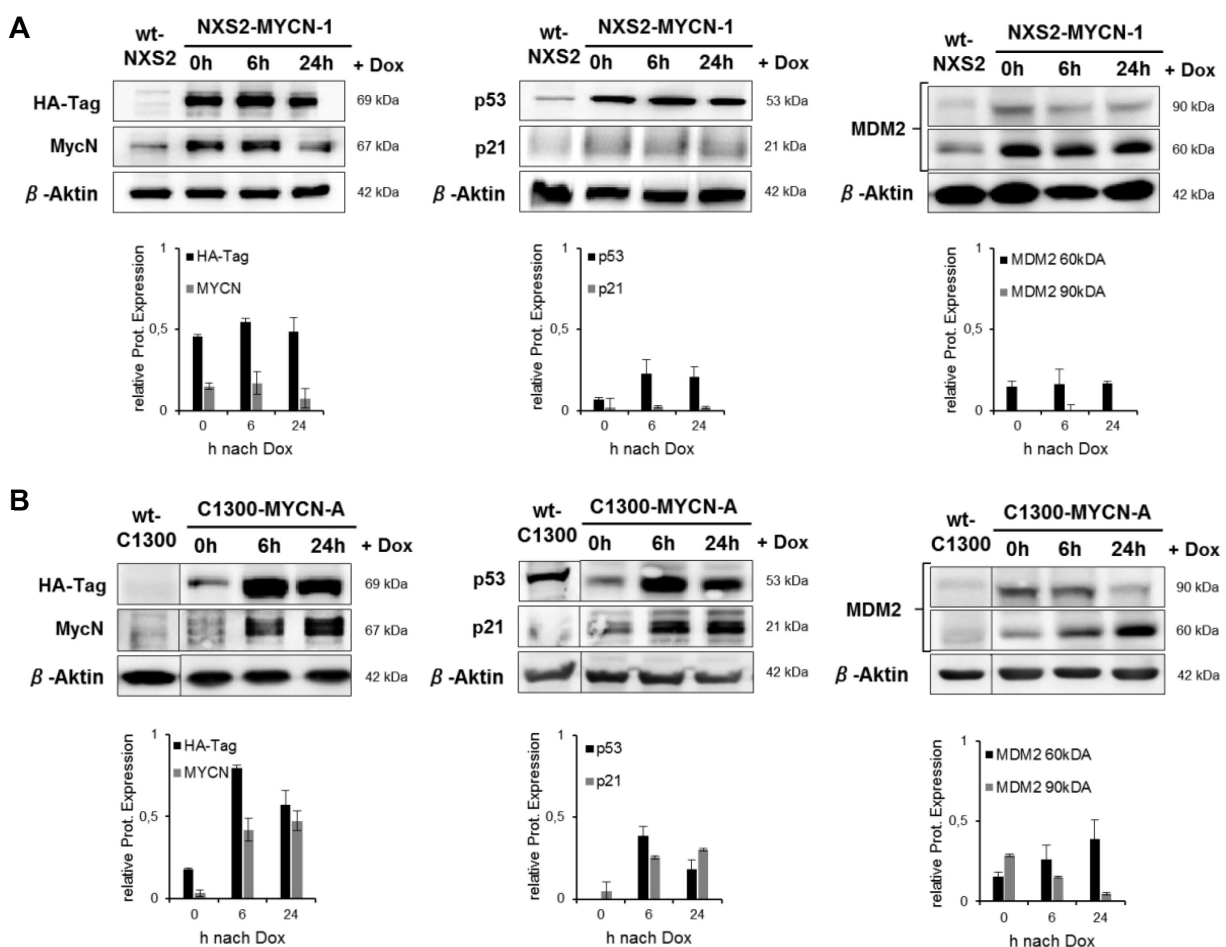 A
wt-
NXS2
NXS2-MYCN-1
0h 6h 24h + Dox
HA-Tag 69 kDa
MycN 67 kDa
β-Aktin 42 kDa
wt-
NXS2
NXS2-MYCN-1
0h 6h 24h + Dox
p53 53 kDa
p21 21 kDa
β-Aktin 42 kDa
wt-
NXS2
NXS2-MYCN-1
0h 6h 24h + Dox
MDM2
90 kDa
60 kDa
β-Aktin 42 kDa
relative Prot. Expression
1
0,5
0
HA-Tag
MYCN
0 6 24
h nach Dox
relative Prot. Expression
1
0,5
0
p53
p21
0 6 24
h nach Dox
relative Prot. Expression
1
0,5
0
MDM2 60kDA
MDM2 90kDA
0 6 24
h nach Dox
B
wt-
C1300
C1300-MYCN-A
0h 6h 24h + Dox
HA-Tag 69 kDa
MycN 67 kDa
β-Aktin 42 kDa
wt-
C1300
C1300-MYCN-A
0h 6h 24h + Dox
p53 53 kDa
p21 21 kDa
β-Aktin 42 kDa
wt-
C1300
C1300-MYCN-A
0h 6h 24h + Dox
MDM2
90 kDa
60 kDa
β-Aktin 42 kDa
relative Prot. Expression
1
0,5
0
HA-Tag
MYCN
0 6 24
h nach Dox
relative Prot. Expression
1
0,5
0
p53
p21
0 6 24
h nach Dox
relative Prot. Expression
1
0,5
0
MDM2 60kDA
MDM2 90kDA
0 6 24
h nach Dox